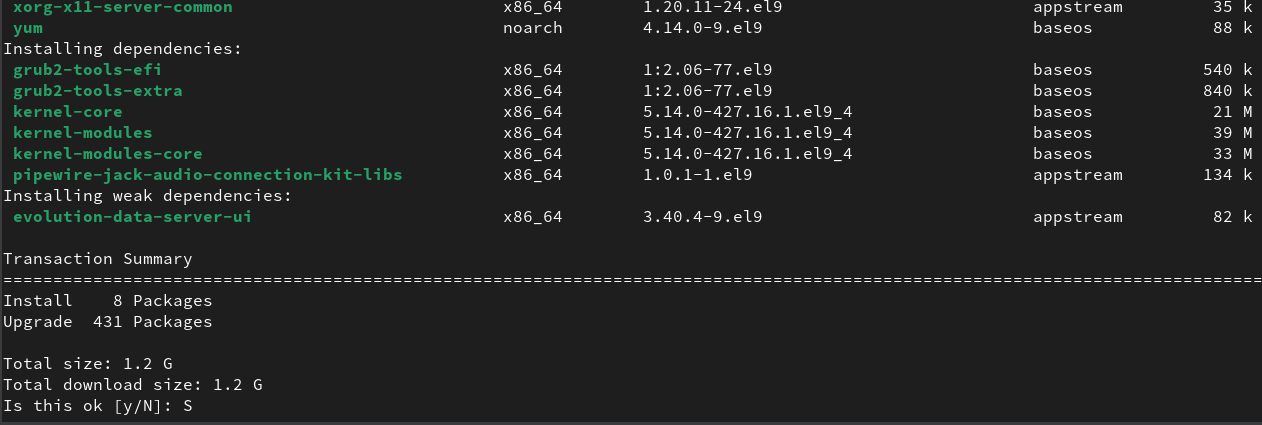 xorg-x11-server-common x86_64 1.20.11-24.el9 appstream 35 k
yum noarch 4.14.0-9.el9 baseos 88 k
Installing dependencies:
grub2-tools-efi x86_64 1:2.06-77.el9 baseos 540 k
grub2-tools-extra x86_64 1:2.06-77.el9 baseos 840 k
kernel-core x86_64 5.14.0-427.16.1.el9_4 baseos 21 M
kernel-modules x86_64 5.14.0-427.16.1.el9_4 baseos 39 M
kernel-modules-core x86_64 5.14.0-427.16.1.el9_4 baseos 33 M
pipewire-jack-audio-connection-kit-libs x86_64 1.0.1-1.el9 appstream 134 k
Installing weak dependencies:
evolution-data-server-ui x86_64 3.40.4-9.el9 appstream 82 k
Transaction Summary
==============================================================================================================================
Install 8 Packages
Upgrade 431 Packages
Total size: 1.2 G
Total download size: 1.2 G
Is this ok [y/N]: S